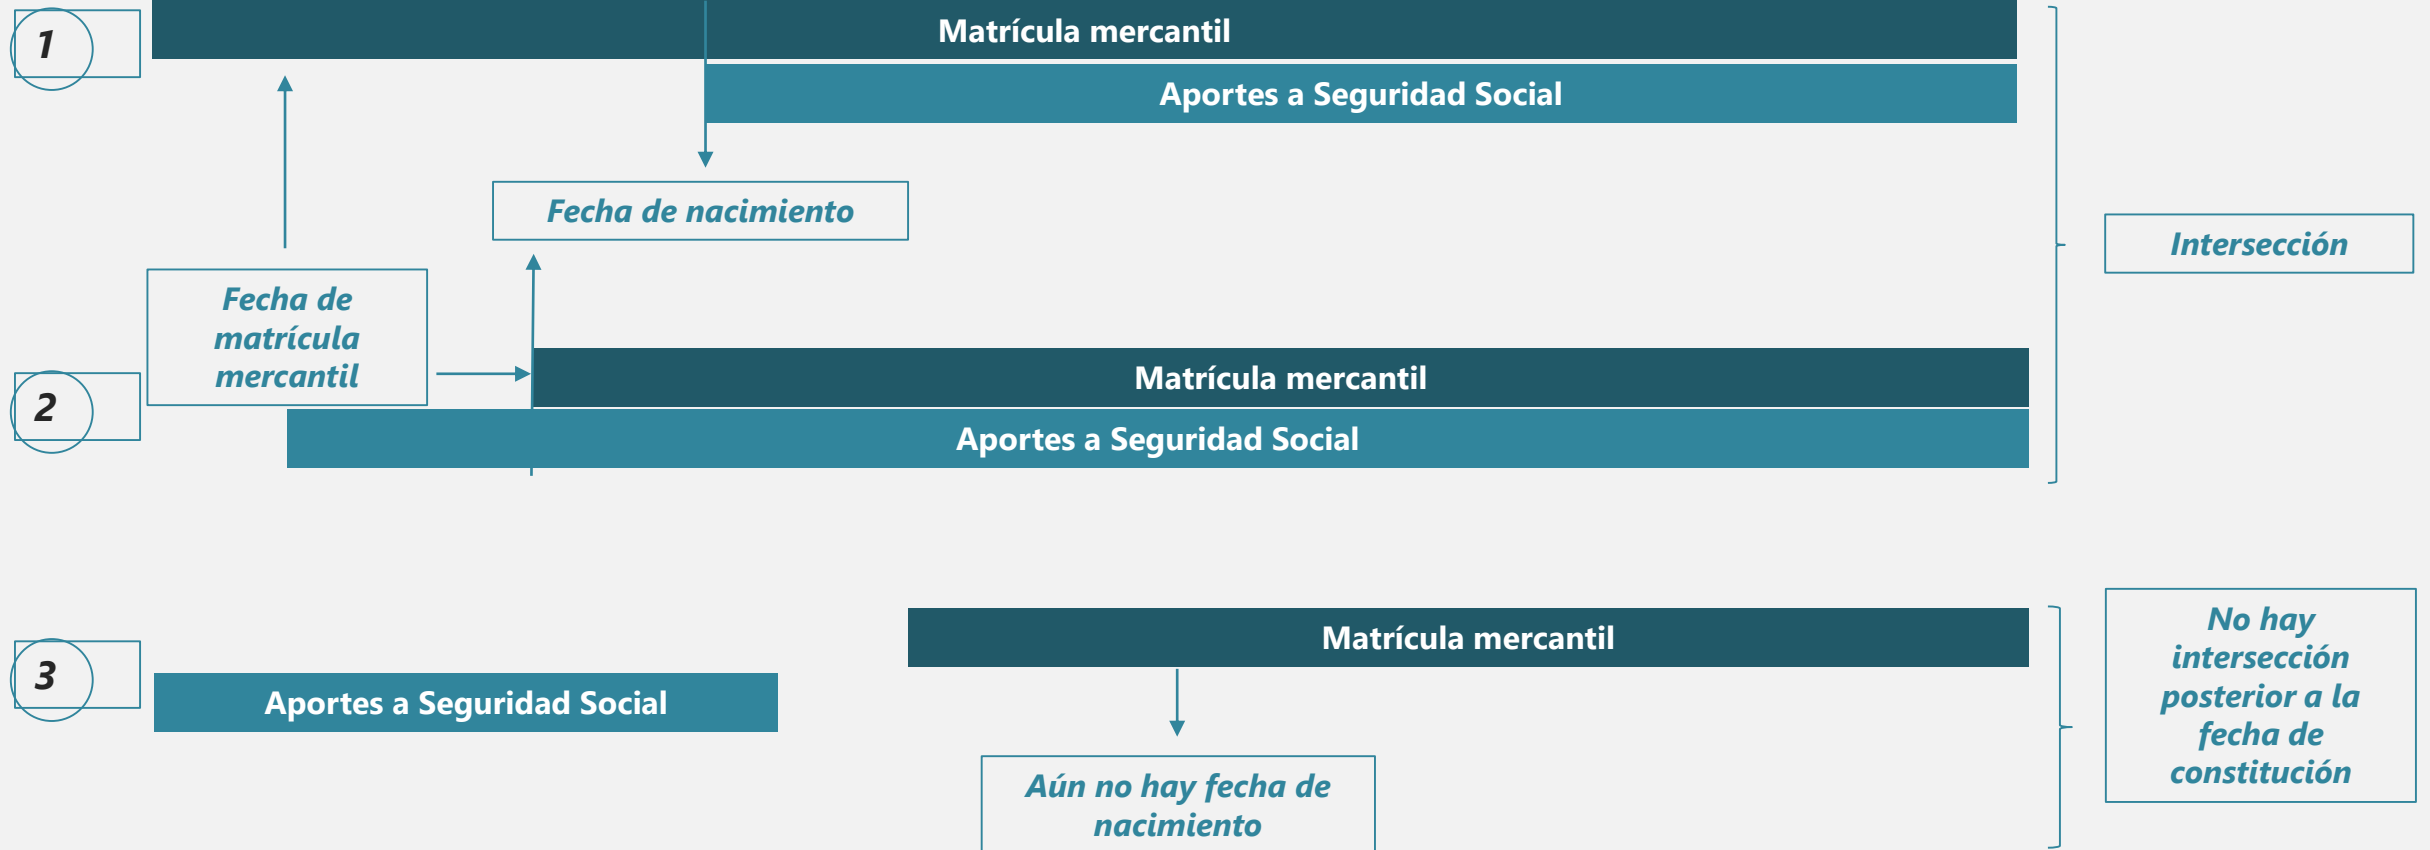 1
Matrícula mercantil
Aportes a Seguridad Social
Fecha de nacimiento
Intersección
Fecha de
matrícula
mercantil
2
Matrícula mercantil
Aportes a Seguridad Social
3
Matrícula mercantil
Aportes a Seguridad Social
Aún no hay fecha de
nacimiento
No hay
intersección
posterior a la
fecha de
constitución